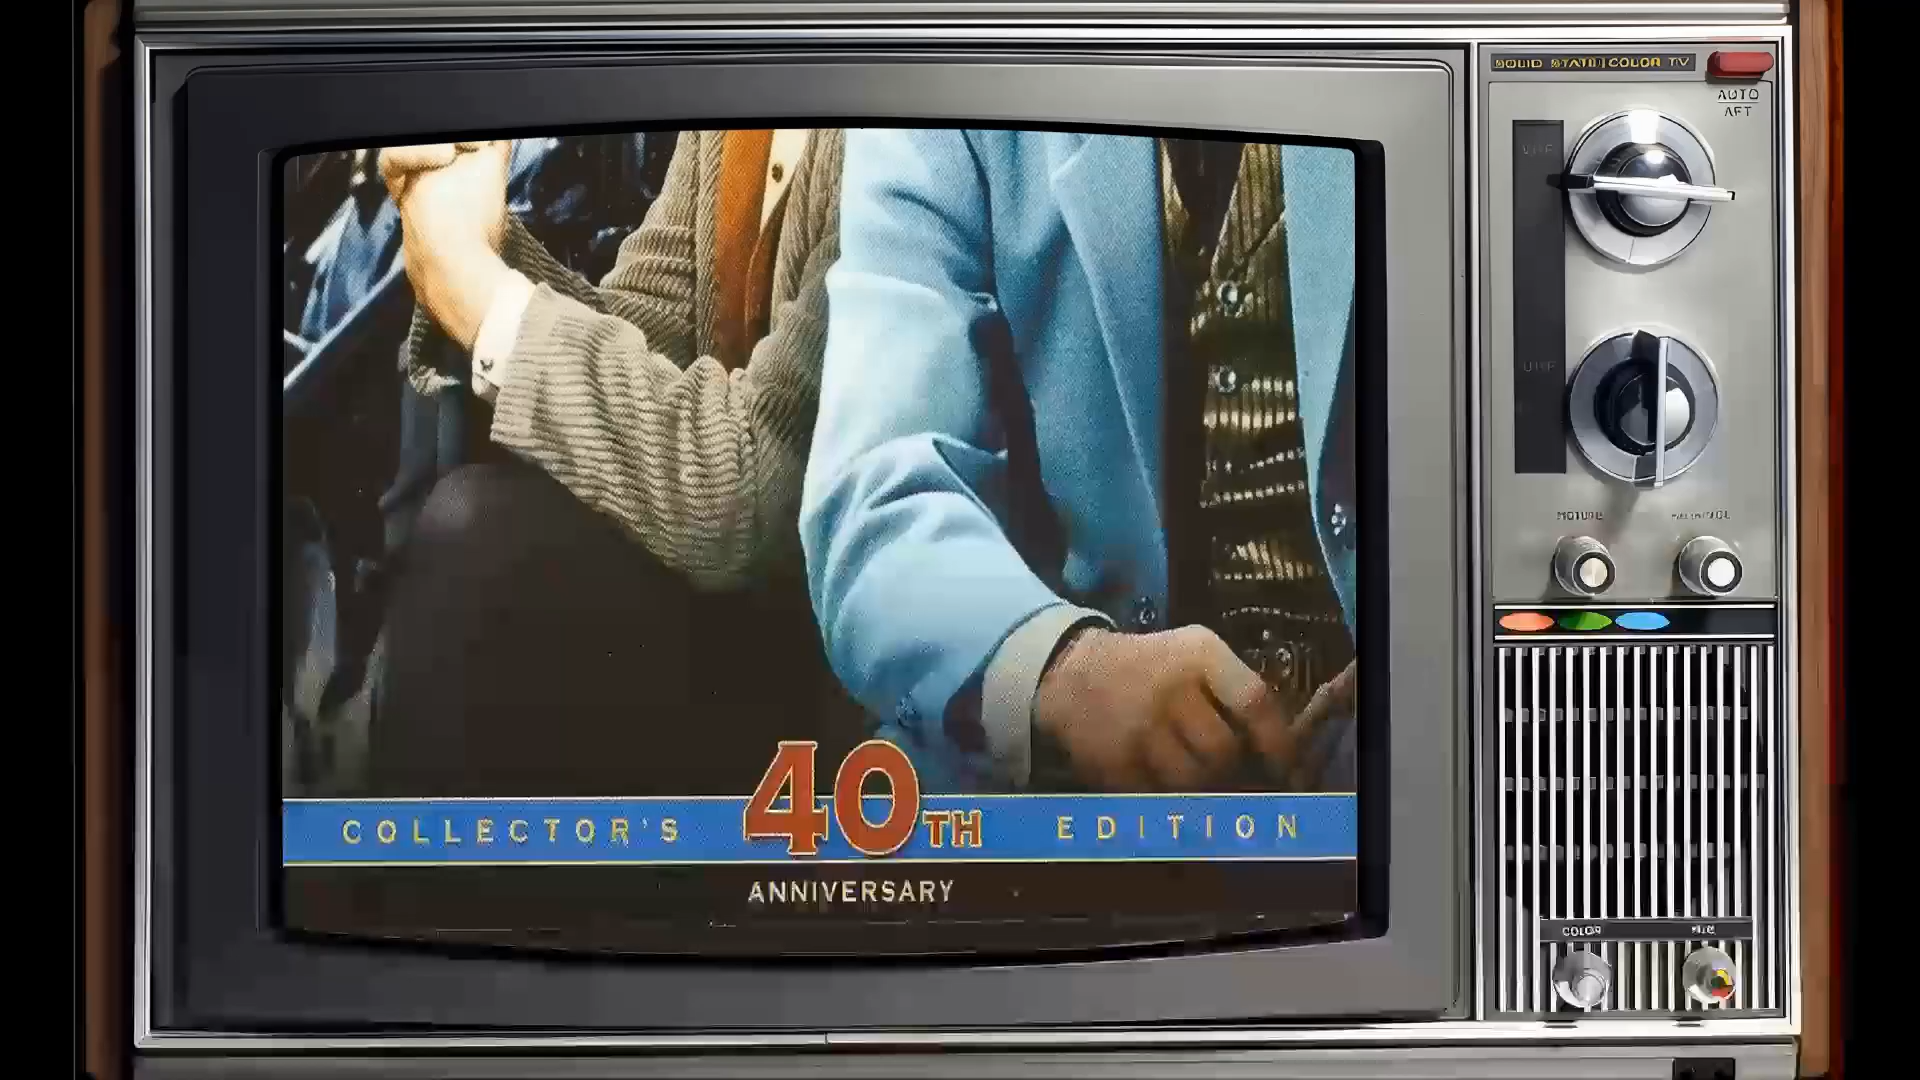 SOLID STATE COLOR TV
AUTO
AFT
COLOR
COLLECTOR'S 40TH EDITION
ANNIVERSARY